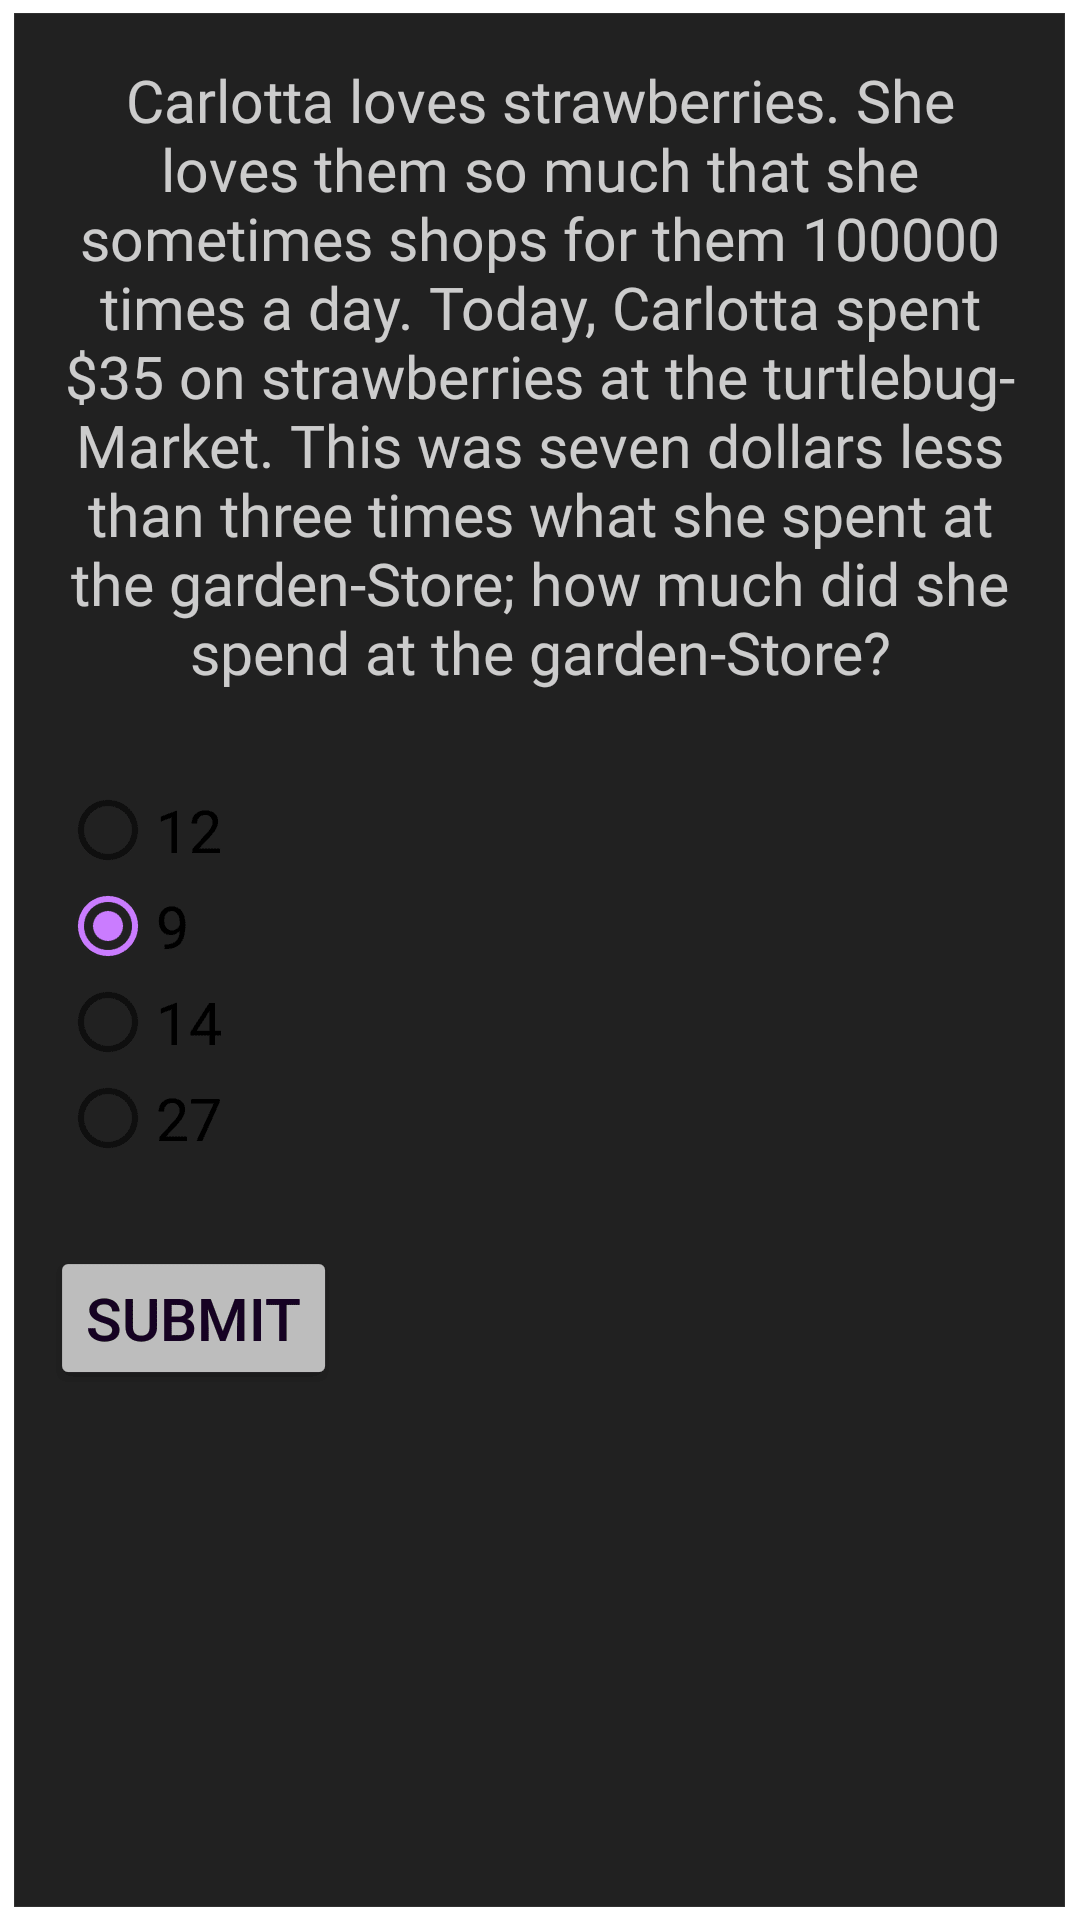 Carlotta loves strawberries. She
loves them so much that she
sometimes shops for them 100000
times a day. Today, Carlotta spent
$35 on strawberries at the turtlebug-
Market. This was seven dollars less
than three times what she spent at
the garden-Store; how much did she
spend at the garden-Store?
12
9
14
27
SUBMIT